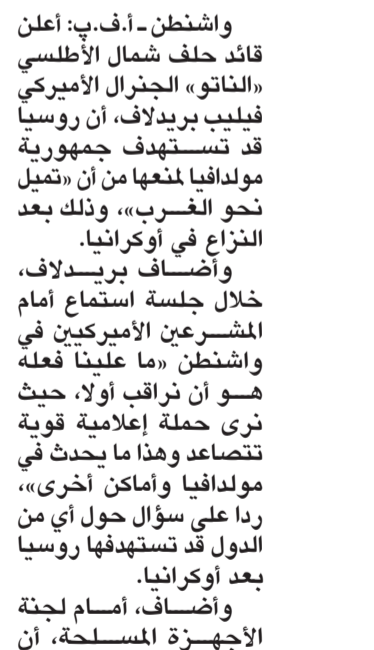 واشنطن ـ أ.ف.پ: أعلن
قائد حلف شمال الأطلسي
«الناتو» الجنرال الأميركي
فيليب بريدلاف، أن روسيا
قد تستهدف جمهورية
مولدافيا لمنعها من أن «تميل
نحو الغرب»، وذلك بعد
النزاع في أوكرانيا.
وأضاف بريدلاف،
خلال جلسة استماع أمام
المشرعين الأميركيين في
واشنطن «ما علينا فعله
هو أن نراقب أولا، حيث
نرى حملة إعلامية قوية
تتصاعد وهذا ما يحدث في
مولدافيا وأماكن أخرى»،
ردا على سؤال حول أي من
الدول قد تستهدفها روسيا
بعد أوكرانيا.
وأضاف، أمام لجنة
الأجهزة المسلحة، أن